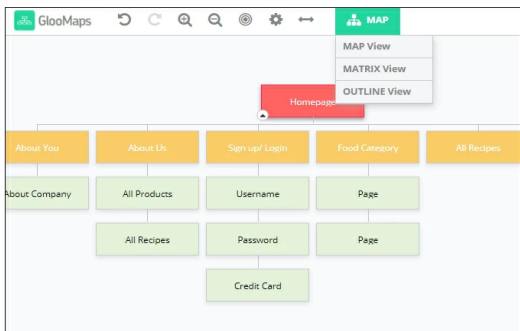 GlooMaps MAP
MAP View
MATRIX View
OUTLINE View
Homepage
About You About Us Sign up/ Login Food Category All Recipes
About Company All Products Username Page
All Recipes Password Page
Credit Card